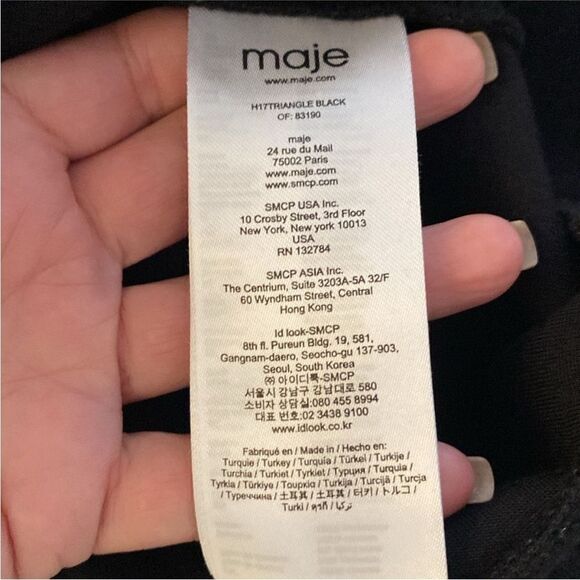 maje
www.maje.com
H17TRIANGLE BLACK
OF: 83190
maje
24 rue du Mail
75002 Paris
www.maje.com
www.smcp.com
SMCP USA Inc.
10 Crosby Street, 3rd Floor
New York, New york 10013
USA
RN 132784
SMCP ASIA Inc.
The Centrium, Suite 3203A-5A 32/F
60 Wyndham Street, Central
Hong Kong
Id look-SMCP
8th fl. Pureun Bldg. 19, 581,
Gangnam-daero, Seocho-gu 137-903,
Seoul, South Korea
㈜ 아이디룩-SMCP
서울시 강남구 강남대로 580
소비자 상담실:080 455 8994
대표 번호:02 3438 9100
www.idlook.co.kr
Fabriqué en / Made in / Hecho en:
Turquie / Turkey / Turquía / Türkei / Turkije /
Turchia / Turkiet / Tyrkiet / Турция / Turquia /
Tyrkia / Türkiye / Τουρκία / Turkija / Turcijā / Turcja
/ Туреччина / 土耳其 / 土耳其 / 터키 / トルコ /
Turki / ตุรกี / تركيا